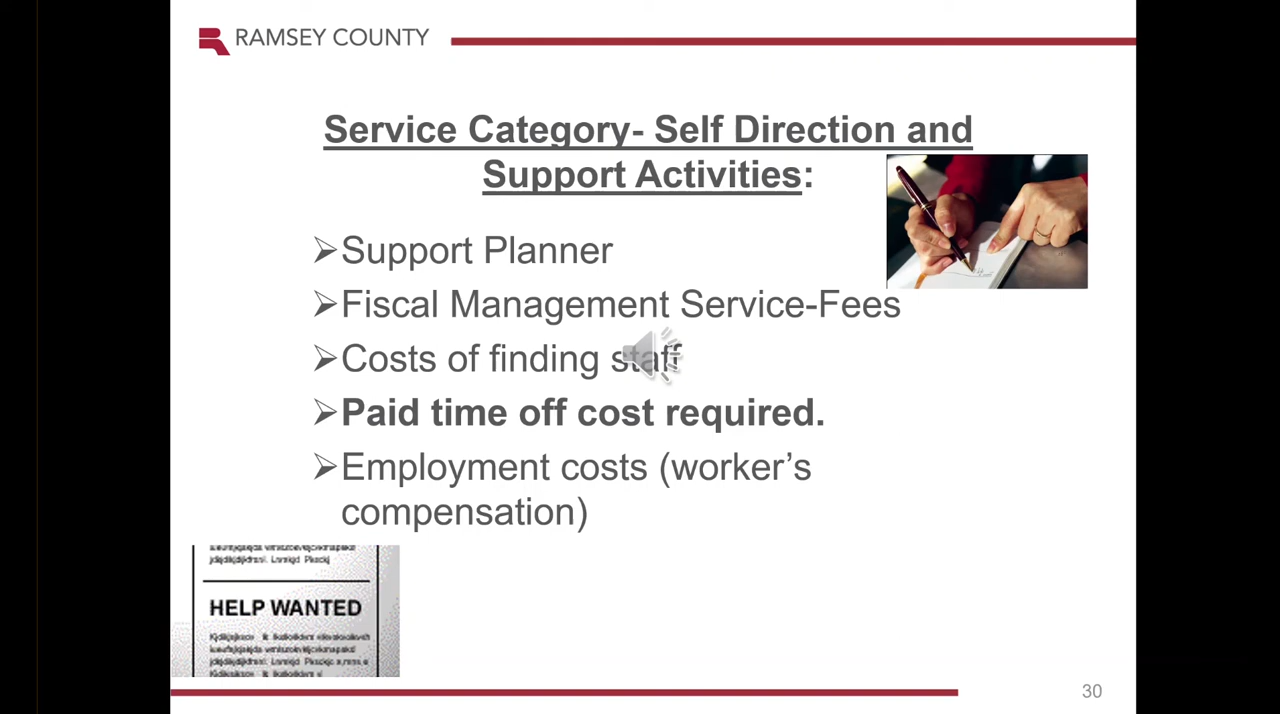 RAMSEY COUNTY
Service Category- Self Direction and
Support Activities:
➢Support Planner
➢Fiscal Management Service-Fees
➢Costs of finding staff
➢Paid time off cost required.
➢Employment costs (worker’s
compensation)
HELP WANTED
30